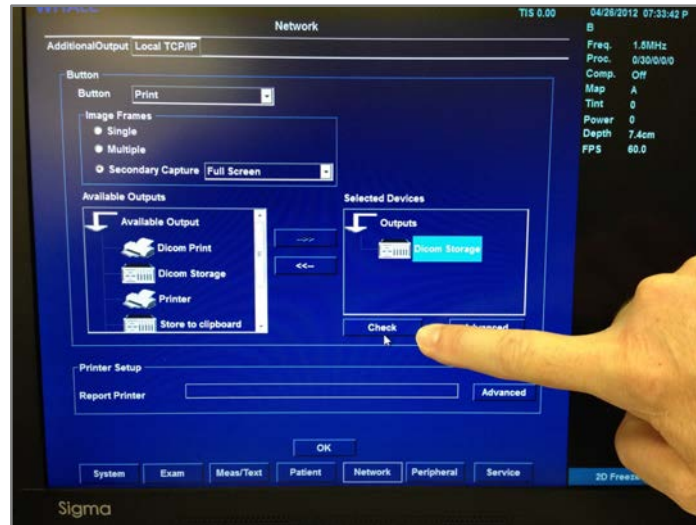 TIS 0.00
04/26/2012 07:33:42 P
Network
B
AdditionalOutput
Local TCP/IP
Freq. 1.5MHz
Proc. 0/30/0/0/0
Comp. Off
Map A
Tint 0
Power 0
Depth 7.4cm
FPS 60.0
Button
Button Print
Image Frames
Single
Multiple
Secondary Capture Full Screen
Available Outputs
Available Output
Dicom Print
Dicom Storage
Printer
Store to clipboard
-->>
<<--
Selected Devices
Outputs
Dicom Storage
Check
Advanced
Printer Setup
Report Printer
Advanced
OK
System Exam Meas/Text Patient Network Peripheral Service
2D Freeze
Sigma